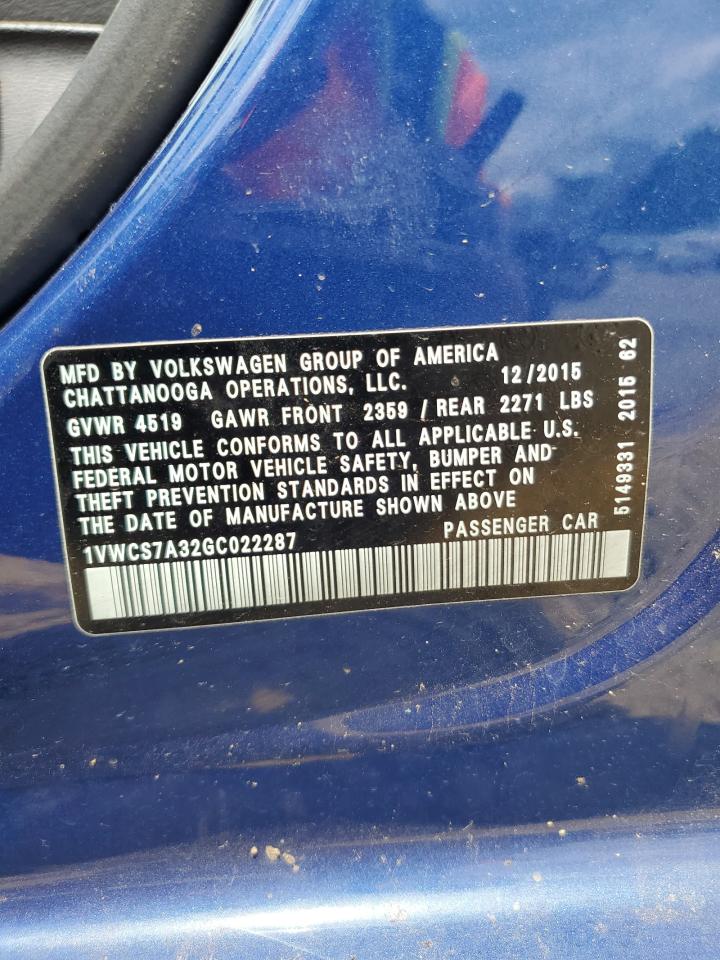 MFD BY VOLKSWAGEN GROUP OF AMERICA
CHATTANOOGA OPERATIONS, LLC. 12/2015
GVWR 4519 GAWR FRONT 2359 / REAR 2271 LBS
THIS VEHICLE CONFORMS TO ALL APPLICABLE U.S.
FEDERAL MOTOR VEHICLE SAFETY, BUMPER AND
THEFT PREVENTION STANDARDS IN EFFECT ON
THE DATE OF MANUFACTURE SHOWN ABOVE
1VWCS7A32GC022287 PASSENGER CAR
5149331 2015 62